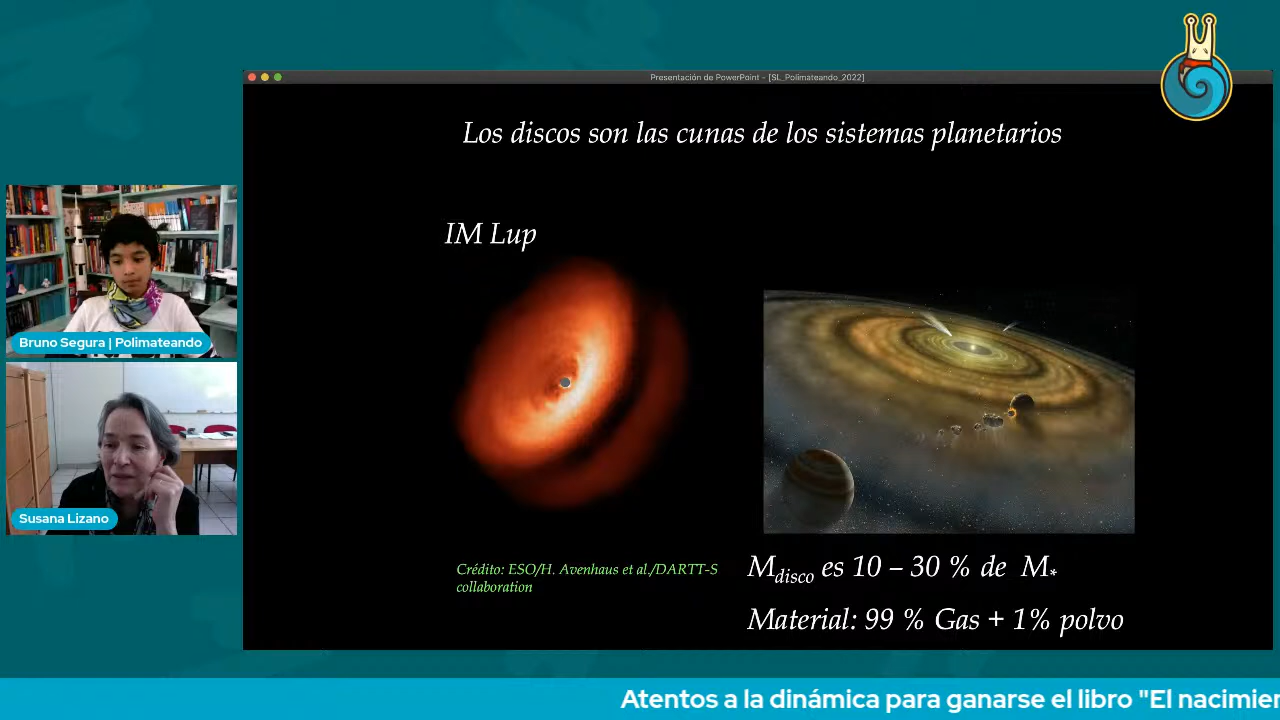 Presentación de PowerPoint - [SL_Polimateando_2022]
Los discos son las cunas de los sistemas planetarios
IM Lup
Bruno Segura | Polimateando
Susana Lizano
Crédito: ESO/H. Avenhaus et al./DARTT-S
collaboration
Mdisco es 10 – 30 % de M*
Material: 99 % Gas + 1% polvo
Atentos a la dinámica para ganarse el libro "El nacimier